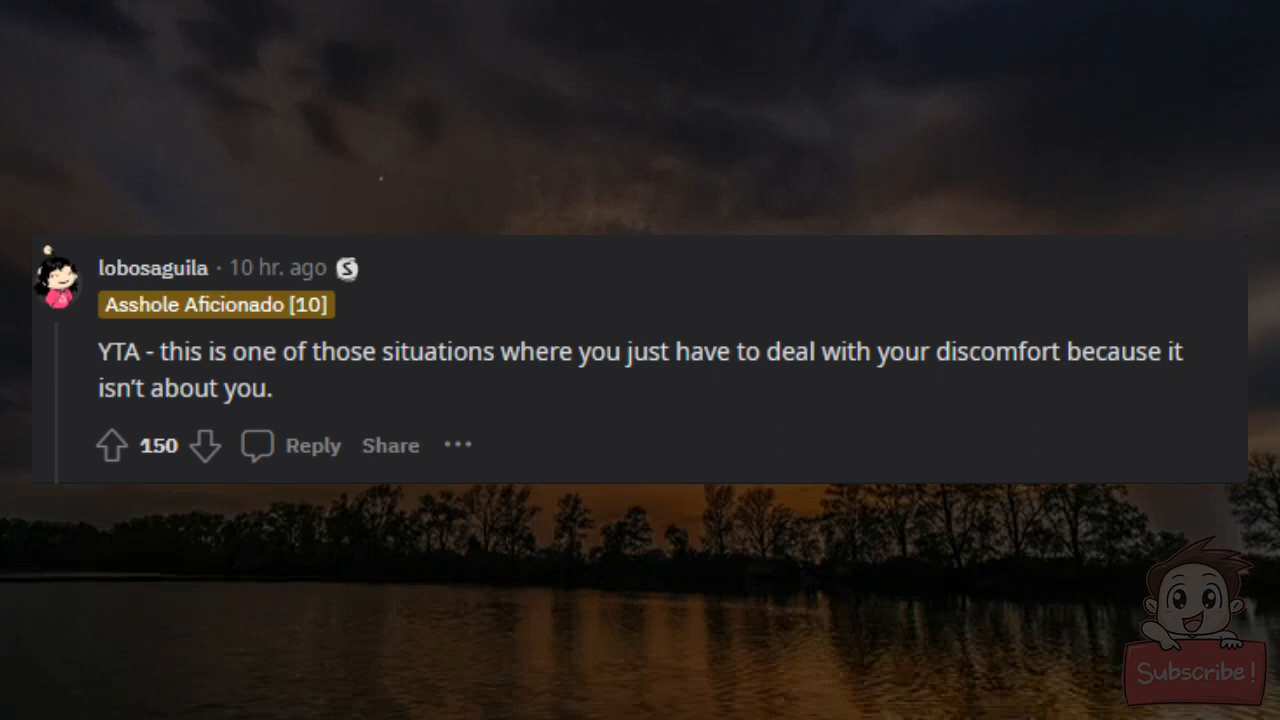 lobosaguila · 10 hr. ago
Asshole Aficionado [10]
YTA - this is one of those situations where you just have to deal with your discomfort because it
isn’t about you.
150 Reply Share ···
Subscribe!